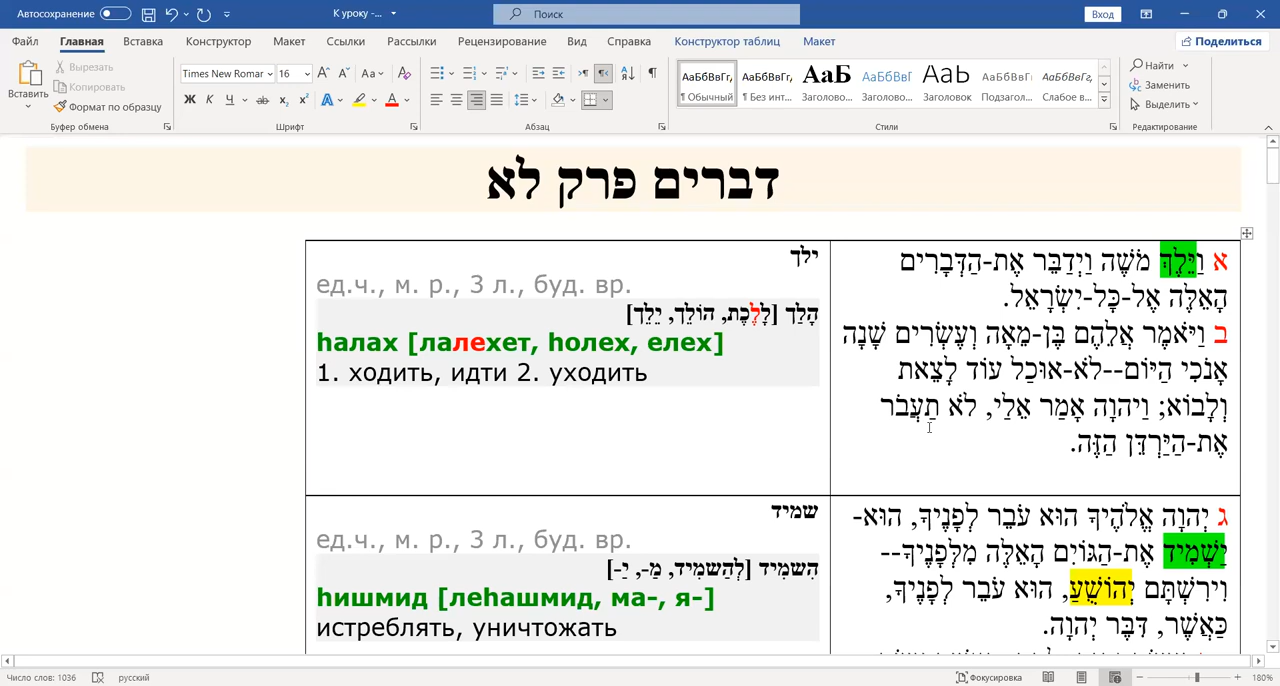 Автосохранение
К уроку -...
Поиск
Вход
Файл Главная Вставка Конструктор Макет Ссылки Рассылки Рецензирование Вид Справка Конструктор таблиц Макет
Поделиться
Вставить
Вырезать
Копировать
Формат по образцу
Буфер обмена
Times New Romar 16
Шрифт
Абзац
АаБбВвГг, АаБбВвГг, АаБ АаБбВвГ АаЬ АаБбВвГ АаБбВвГг,
¶ Обычный ¶ Без инт... Заголово... Заголово... Заголовок Подзагол... Слабое в...
Стили
Найти
Заменить
Выделить
Редактирование
דברים פרק לא
א וַיֵּלֶךְ מֹשֶׁה וַיְדַבֵּר אֶת-הַדְּבָרִים
הָאֵלֶּה אֶל-כָּל-יִשְׂרָאֵל.
ב וַיֹּאמֶר אֲלֵהֶם בֶּן-מֵאָה וְעֶשְׂרִים שָׁנָה
אָנֹכִי הַיּוֹם--לֹא-אוּכַל עוֹד לָצֵאת
וְלָבוֹא; וַיהוָה אָמַר אֵלַי, לֹא תַעֲבֹר
אֶת-הַיַּרְדֵּן הַזֶּה.
ילך
ед.ч., м. р., 3 л., буд. вр.
הָלַך [לָלֶכֶת, הוֹלֵך, יֵלֵך]
hалах [лалехет, hолех, елех]
1. ходить, идти 2. уходить
ג יְהוָה אֱלֹהֶיךָ הוּא עֹבֵר לְפָנֶיךָ, הוּא-
יַשְׁמִיד אֶת-הַגּוֹיִם הָאֵלֶּה מִלְּפָנֶיךָ--
וִירִשְׁתָּם יְהוֹשֻׁעַ, הוּא עֹבֵר לְפָנֶיךָ,
כַּאֲשֶׁר, דִּבֶּר יְהוָה.
שמיד
ед.ч., м. р., 3 л., буд. вр.
הִשמִיד [לְהַשמִיד, מַ-, יַ-]
hишмид [леhашмид, ма-, я-]
истреблять, уничтожать
Число слов: 1036 русский
Фокусировка
180%